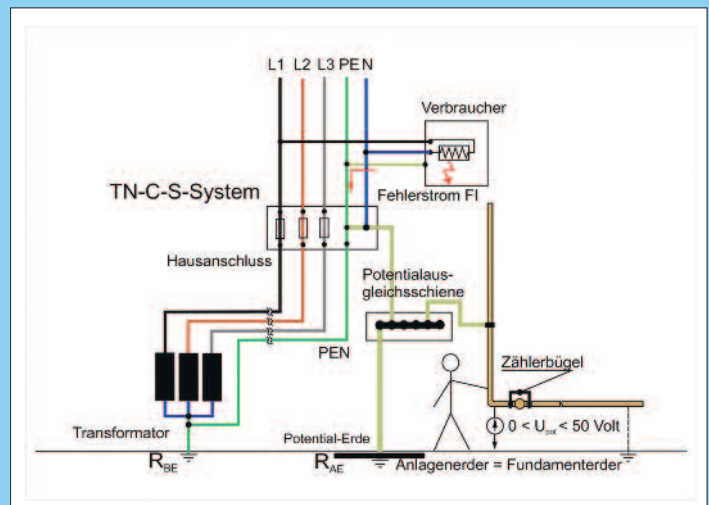 L1 L2 L3 PE N
Verbraucher
TN-C-S-System
Fehlerstrom FI
Hausanschluss
Potentialaus-
gleichsschiene
PEN
Zählerbügel
0 < U < 50 Volt
Transformator
Potential-Erde
RBE
RAE
Anlagenerder = Fundamenterder